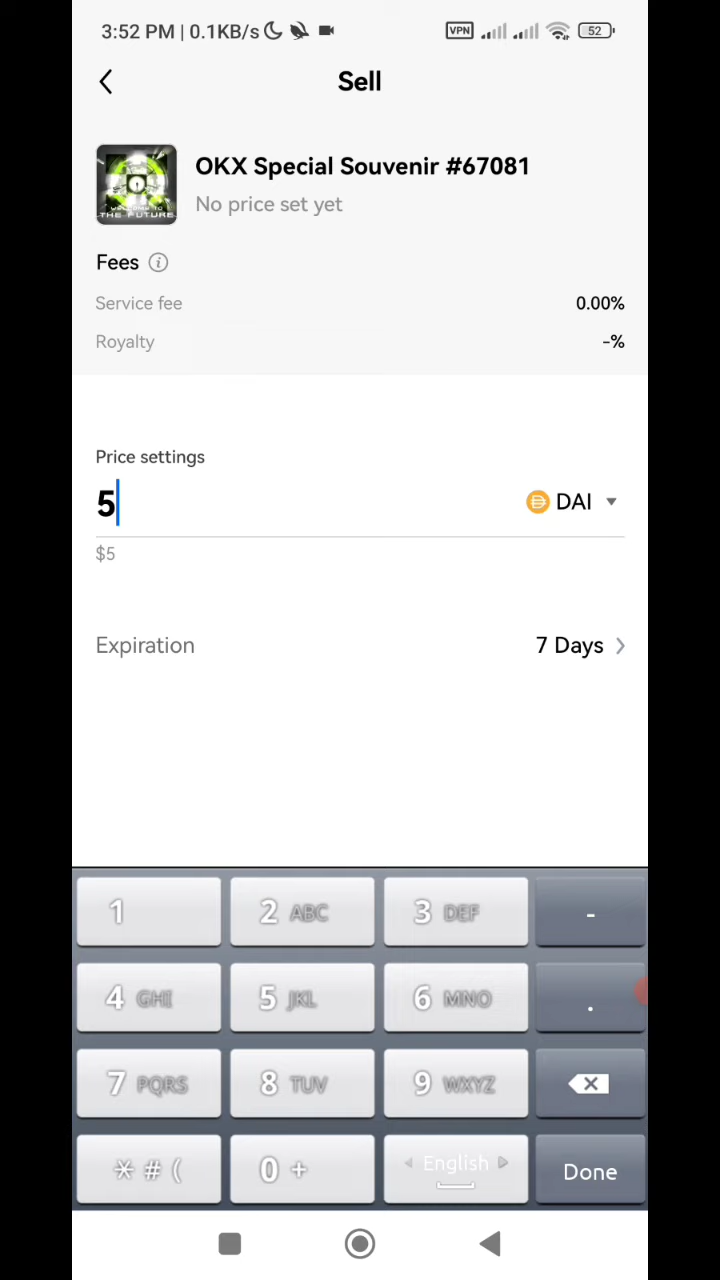 3:52 PM | 0.1KB/s
VPN
52
Sell
THE FUTURE
OKX Special Souvenir #67081
No price set yet
Fees
Service fee 0.00%
Royalty -%
Price settings
5 DAI
$5
Expiration 7 Days
1 2 ABC 3 DEF -
4 GHI 5 JKL 6 MNO .
7 PQRS 8 TUV 9 WXYZ
* # ( 0 + English Done